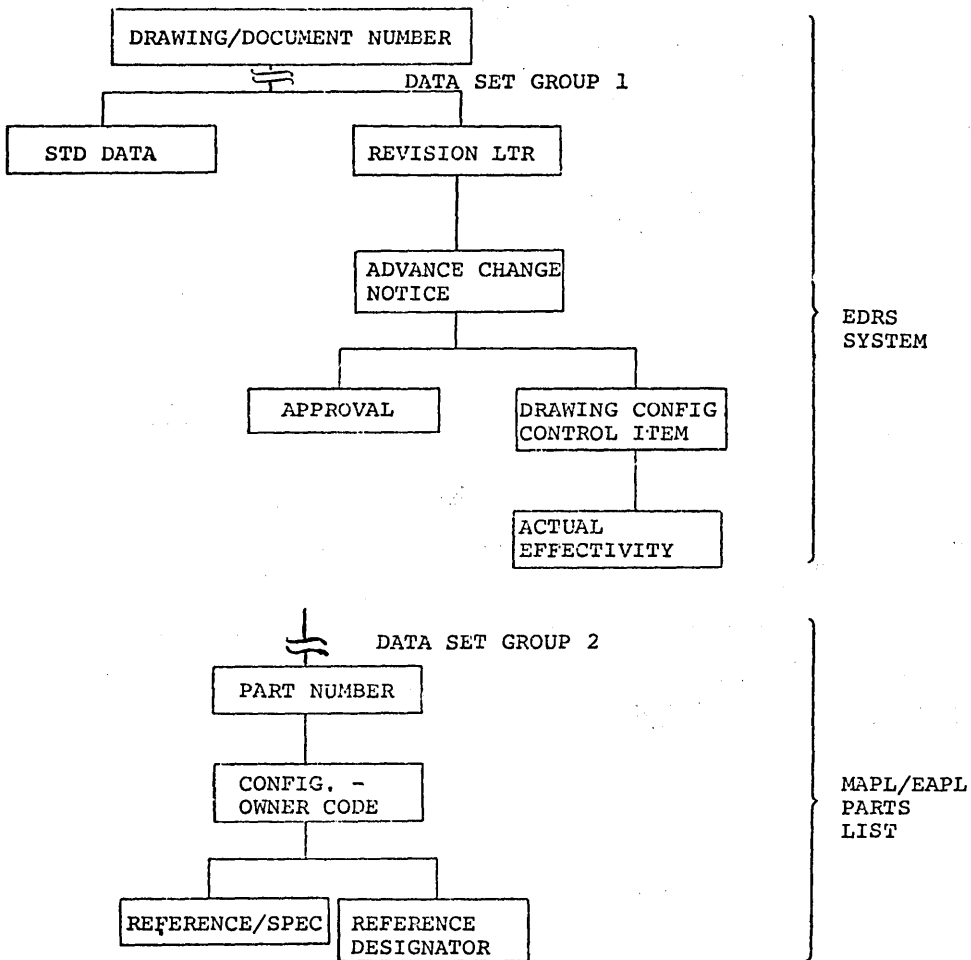 DRAWING/DOCUMENT NUMBER
DATA SET GROUP 1
STD DATA
REVISION LTR
ADVANCE CHANGE
NOTICE
APPROVAL
DRAWING CONFIG
CONTROL ITEM
ACTUAL
EFFECTIVITY
EDRS
SYSTEM
DATA SET GROUP 2
PART NUMBER
CONFIG. -
OWNER CODE
REFERENCE/SPEC
REFERENCE
DESIGNATOR
MAPL/EAPL
PARTS
LIST